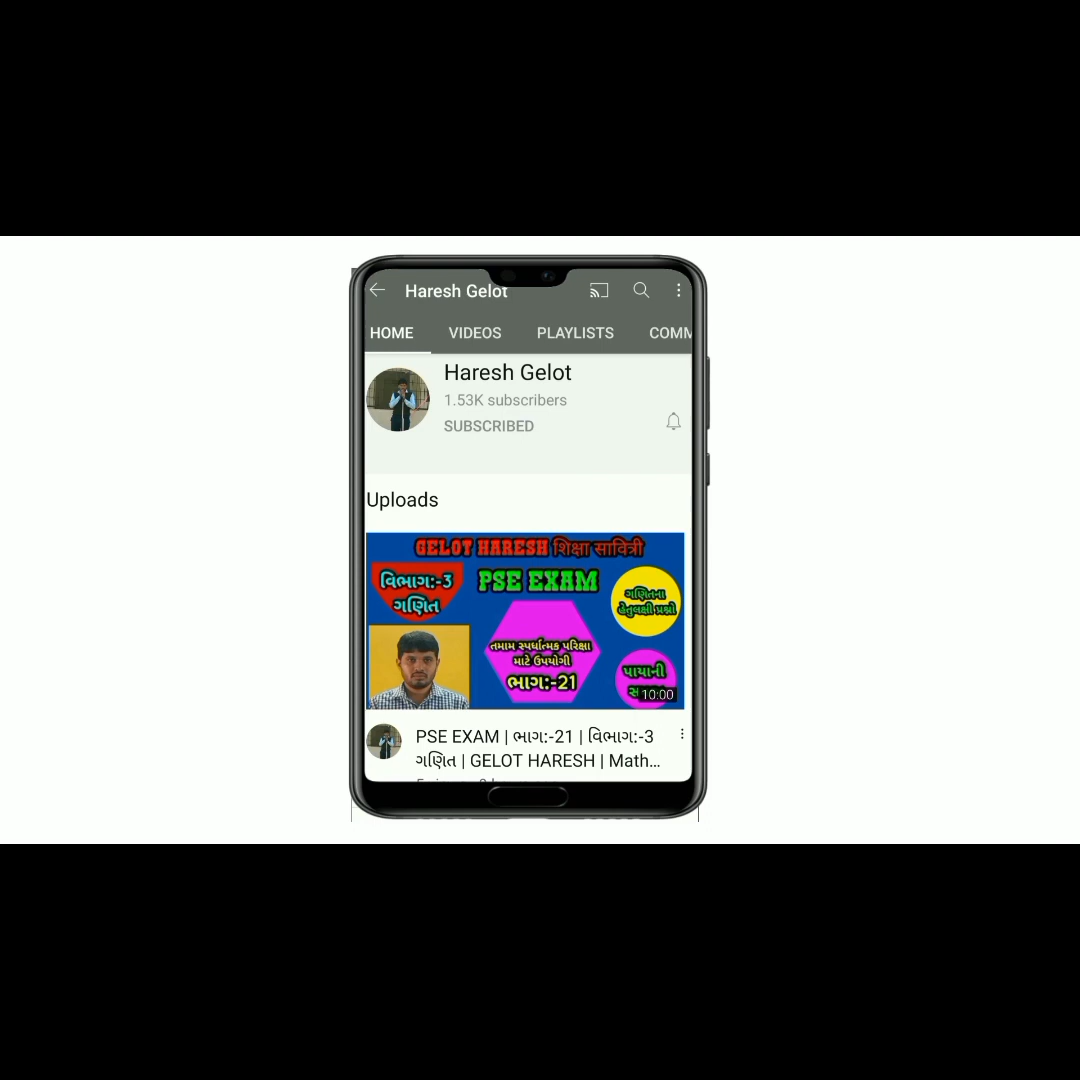 Haresh Gelot
HOME VIDEOS PLAYLISTS COMM
Haresh Gelot
1.53K subscribers
SUBSCRIBED
Uploads
GELOT HARESH शिक्षा सावित्री
વિભાગ:-3
ગણિત
PSE EXAM
ગણિતના
હેતુલક્ષી પ્રશ્નો
તમામ સ્પર્ધાત્મક પરિક્ષા
માટે ઉપયોગી
ભાગ:-21
પાયાની
10:00
PSE EXAM | ભાગ:-21 | વિભાગ:-3
ગણિત | GELOT HARESH | Math...